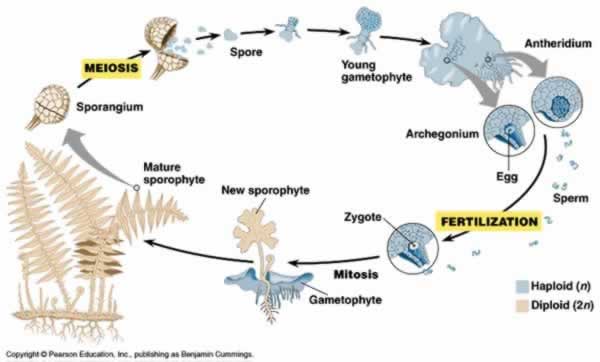 Antheridium
Spore
MEIOSIS
Young
gametophyte
Sporangium
Archegonium
Egg
Mature
sporophyte
New sporophyte
Sperm
Zygote
FERTILIZATION
Mitosis
Gametophyte
Haploid (n)
Diploid (2n)
Copyright © Pearson Education, Inc., publishing as Benjamin Cummings.